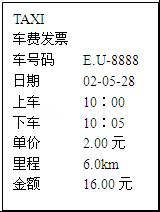 TAXI
车费发票
车号码 E.U-8888
日期 02-05-28
上车 10：00
下车 10：05
单价 2.00 元
里程 6.0km
金额 16.00 元